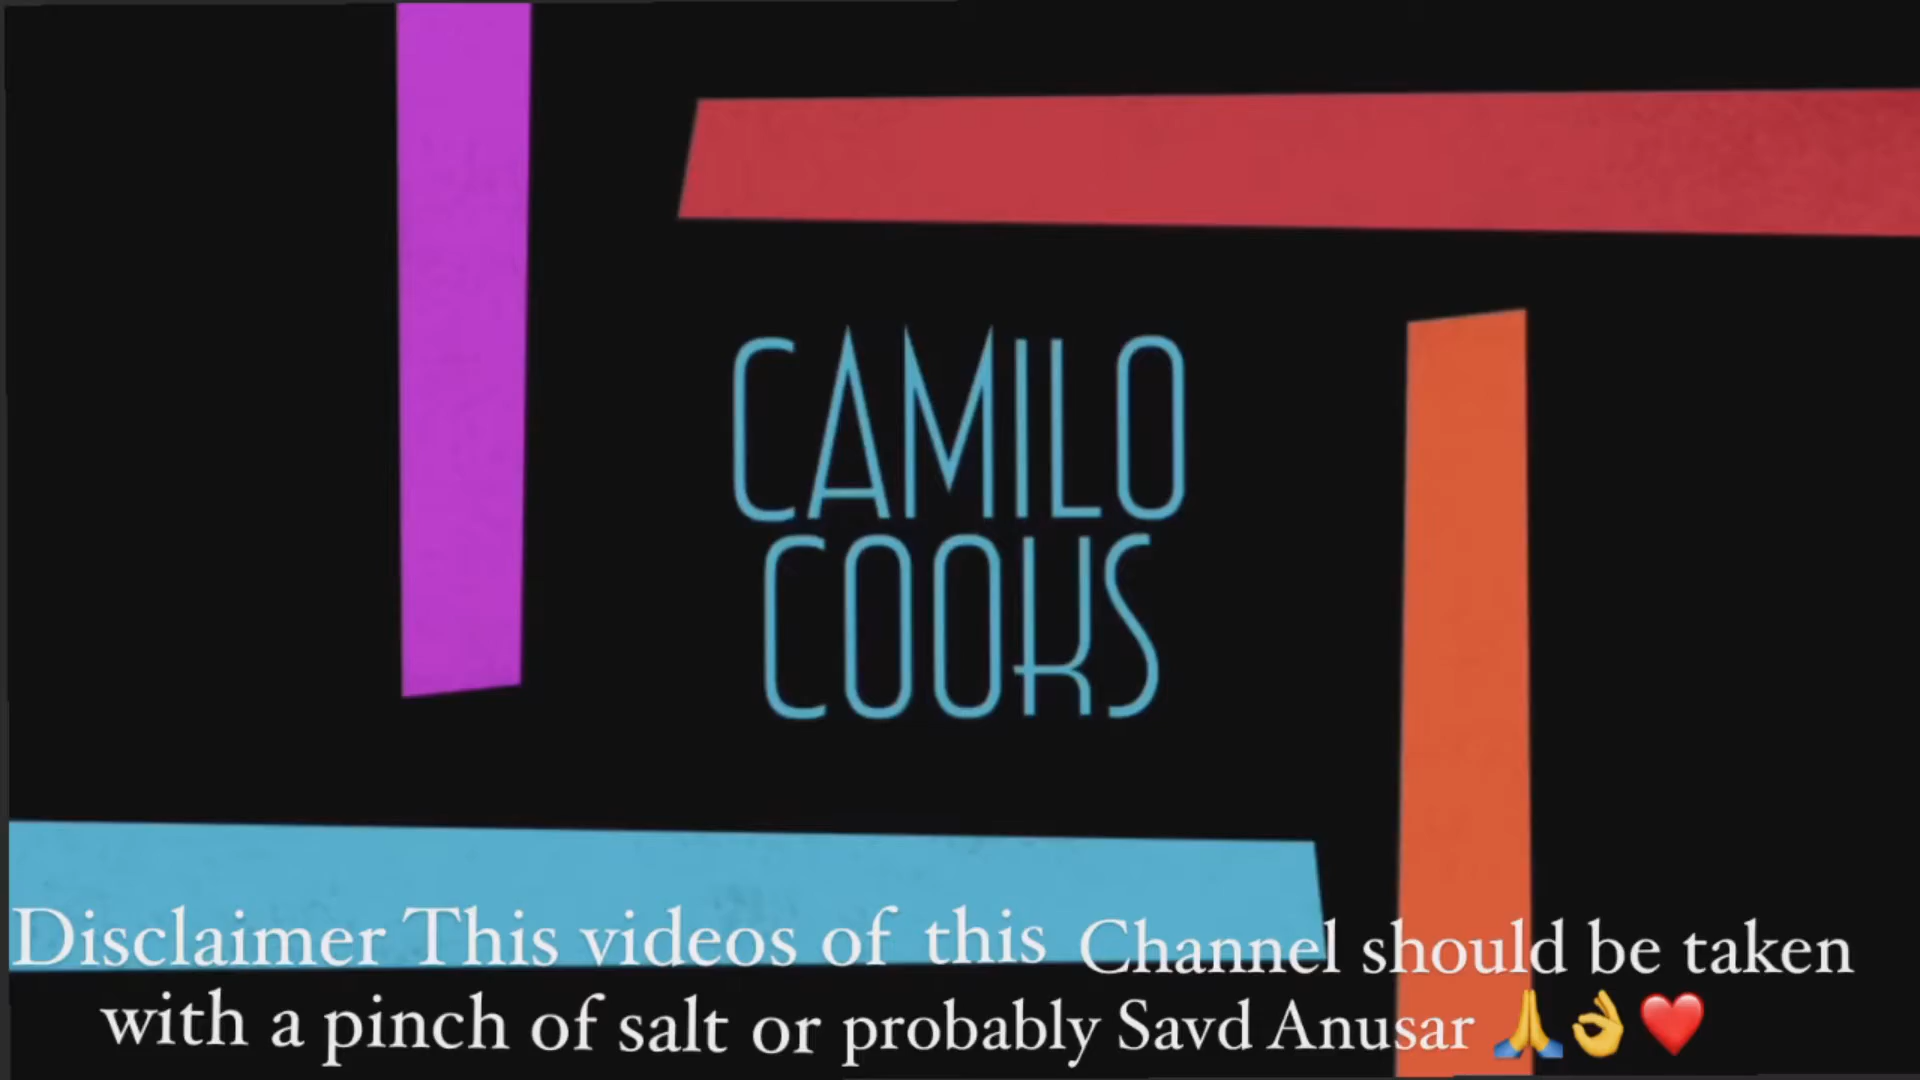 CAMILO
COOKS
Disclaimer This videos of this Channel should be taken
with a pinch of salt or probably Savd Anusar 🙏👌❤️